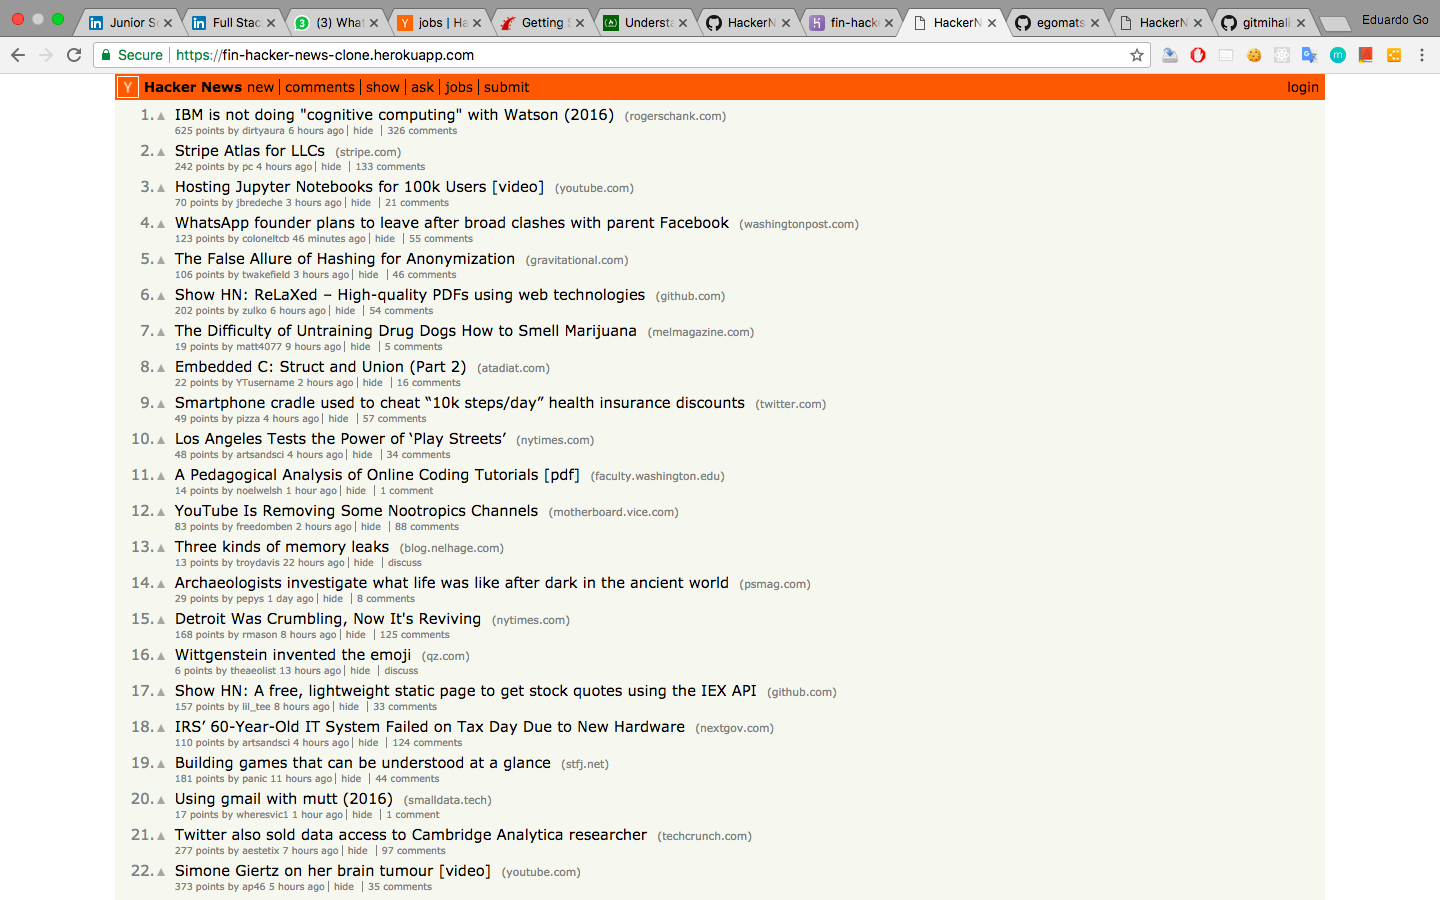 Junior S
Full Stac
(3) What
jobs | Ha
Getting S
Understa
HackerN
fin-hacke
HackerN
egomats
HackerN
gitmihali
Eduardo Go
Secure | https://fin-hacker-news-clone.herokuapp.com
Y Hacker News new | comments | show | ask | jobs | submit login
1. ▲ IBM is not doing "cognitive computing" with Watson (2016) (rogerschank.com)
625 points by dirtyaura 6 hours ago | hide | 326 comments
2. ▲ Stripe Atlas for LLCs (stripe.com)
242 points by pc 4 hours ago | hide | 133 comments
3. ▲ Hosting Jupyter Notebooks for 100k Users [video] (youtube.com)
70 points by jbredeche 3 hours ago | hide | 21 comments
4. ▲ WhatsApp founder plans to leave after broad clashes with parent Facebook (washingtonpost.com)
123 points by coloneltcb 46 minutes ago | hide | 55 comments
5. ▲ The False Allure of Hashing for Anonymization (gravitational.com)
106 points by twakefield 3 hours ago | hide | 46 comments
6. ▲ Show HN: ReLaXed – High-quality PDFs using web technologies (github.com)
202 points by zulko 6 hours ago | hide | 54 comments
7. ▲ The Difficulty of Untraining Drug Dogs How to Smell Marijuana (melmagazine.com)
19 points by matt4077 9 hours ago | hide | 5 comments
8. ▲ Embedded C: Struct and Union (Part 2) (atadiat.com)
22 points by YTusername 2 hours ago | hide | 16 comments
9. ▲ Smartphone cradle used to cheat “10k steps/day” health insurance discounts (twitter.com)
49 points by pizza 4 hours ago | hide | 57 comments
10. ▲ Los Angeles Tests the Power of ‘Play Streets’ (nytimes.com)
48 points by artsandsci 4 hours ago | hide | 34 comments
11. ▲ A Pedagogical Analysis of Online Coding Tutorials [pdf] (faculty.washington.edu)
14 points by noelwelsh 1 hour ago | hide | 1 comment
12. ▲ YouTube Is Removing Some Nootropics Channels (motherboard.vice.com)
83 points by freedomben 2 hours ago | hide | 88 comments
13. ▲ Three kinds of memory leaks (blog.nelhage.com)
13 points by troydavis 22 hours ago | hide | discuss
14. ▲ Archaeologists investigate what life was like after dark in the ancient world (psmag.com)
29 points by pepys 1 day ago | hide | 8 comments
15. ▲ Detroit Was Crumbling, Now It's Reviving (nytimes.com)
168 points by rmason 8 hours ago | hide | 125 comments
16. ▲ Wittgenstein invented the emoji (qz.com)
6 points by theaeolist 13 hours ago | hide | discuss
17. ▲ Show HN: A free, lightweight static page to get stock quotes using the IEX API (github.com)
157 points by lil_tee 8 hours ago | hide | 33 comments
18. ▲ IRS’ 60-Year-Old IT System Failed on Tax Day Due to New Hardware (nextgov.com)
110 points by artsandsci 4 hours ago | hide | 124 comments
19. ▲ Building games that can be understood at a glance (stfj.net)
181 points by panic 11 hours ago | hide | 44 comments
20. ▲ Using gmail with mutt (2016) (smalldata.tech)
17 points by wheresvic1 1 hour ago | hide | 1 comment
21. ▲ Twitter also sold data access to Cambridge Analytica researcher (techcrunch.com)
277 points by aestetix 7 hours ago | hide | 97 comments
22. ▲ Simone Giertz on her brain tumour [video] (youtube.com)
373 points by ap46 5 hours ago | hide | 35 comments